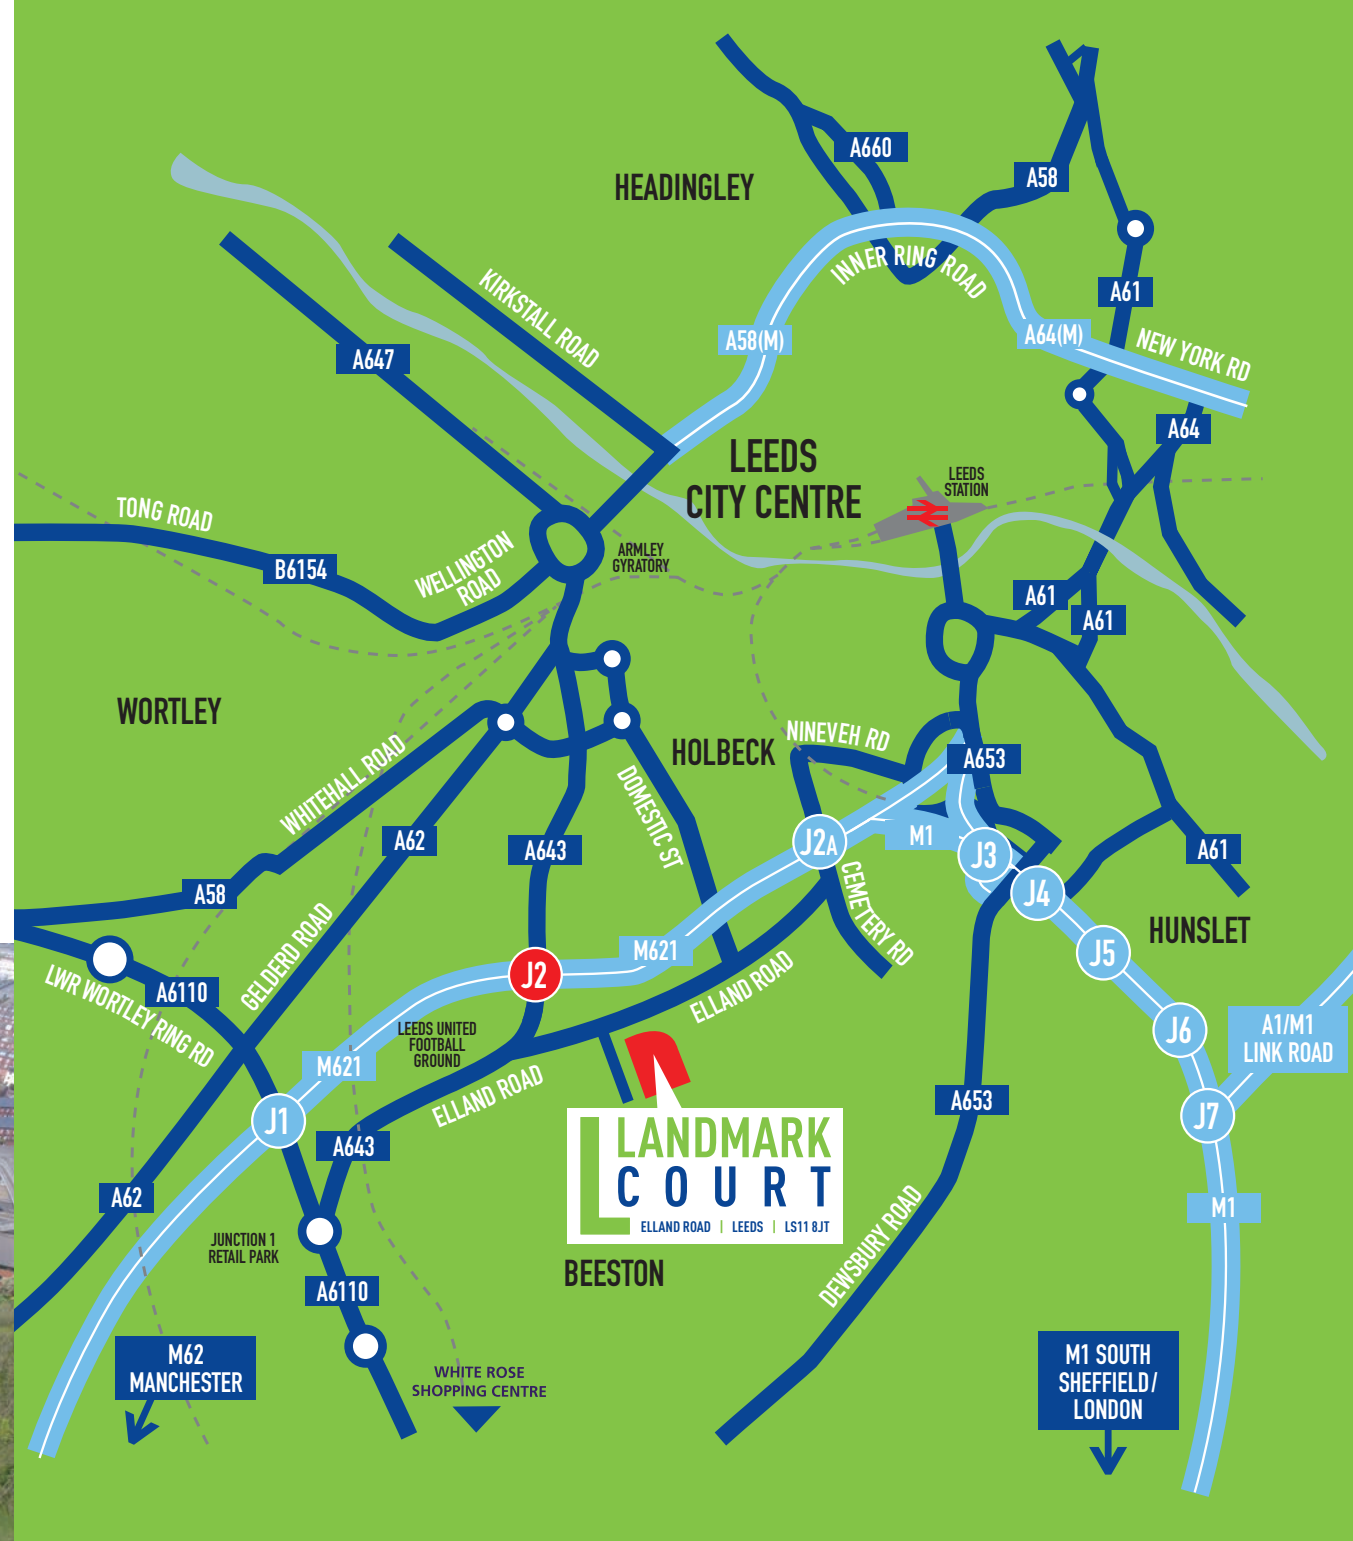 A660
A58
HEADINGLEY
INNER RING ROAD
A61
KIRKSTALL ROAD
A58(M)
A64(M)
NEW YORK RD
A647
A64
LEEDS
CITY CENTRE
LEEDS
STATION
TONG ROAD
B6154
WELLINGTON
ROAD
ARMLEY
GYRATORY
A61
A61
WORTLEY
NINEVEH RD
HOLBECK
A653
WHITEHALL ROAD
DOMESTIC ST
A62
A643
J2A
M1
J3
A61
CEMETERY RD
A58
J4
GELDERD ROAD
HUNSLET
M621
J5
LWR WORTLEY RING RD
A6110
J2
ELLAND ROAD
LEEDS UNITED
FOOTBALL
GROUND
J6
A1/M1
LINK ROAD
M621
ELLAND ROAD
A653
J1
J7
A643
LANDMARK
COURT
ELLAND ROAD | LEEDS | LS11 8JT
A62
M1
JUNCTION 1
RETAIL PARK
DEWSBURY ROAD
BEESTON
A6110
M62
MANCHESTER
WHITE ROSE
SHOPPING CENTRE
M1 SOUTH
SHEFFIELD/
LONDON